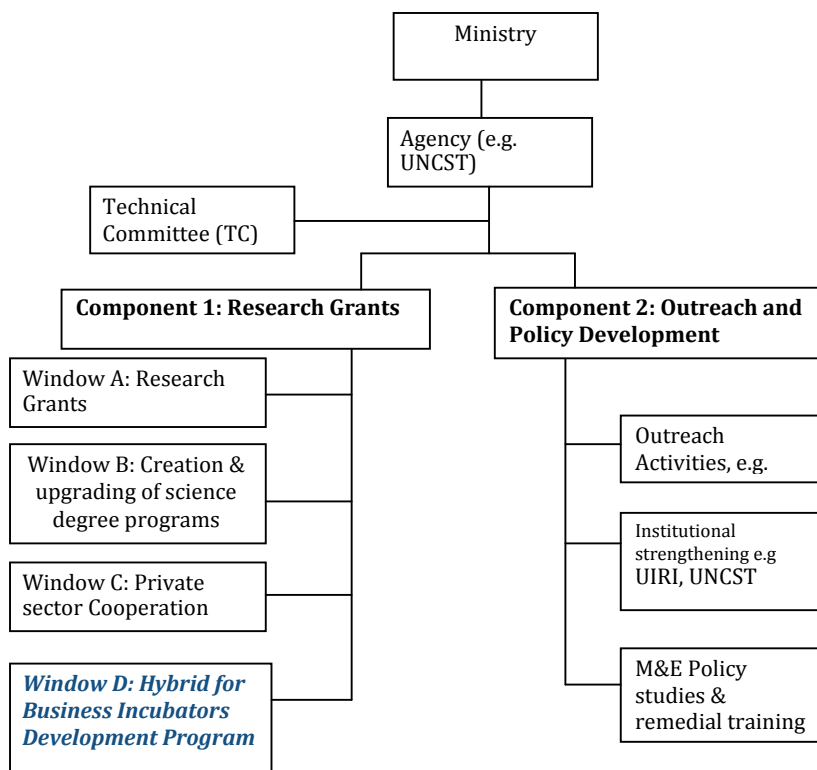 Ministry
Agency (e.g.
UNCST)
Technical
Committee (TC)
Component 1: Research Grants
Window A: Research
Grants
Window B: Creation &
upgrading of science
degree programs
Window C: Private
sector Cooperation
Window D: Hybrid for
Business Incubators
Development Program
Component 2: Outreach and
Policy Development
Outreach
Activities, e.g.
Institutional
strengthening e.g
UIRI, UNCST
M&E Policy
studies &
remedial training